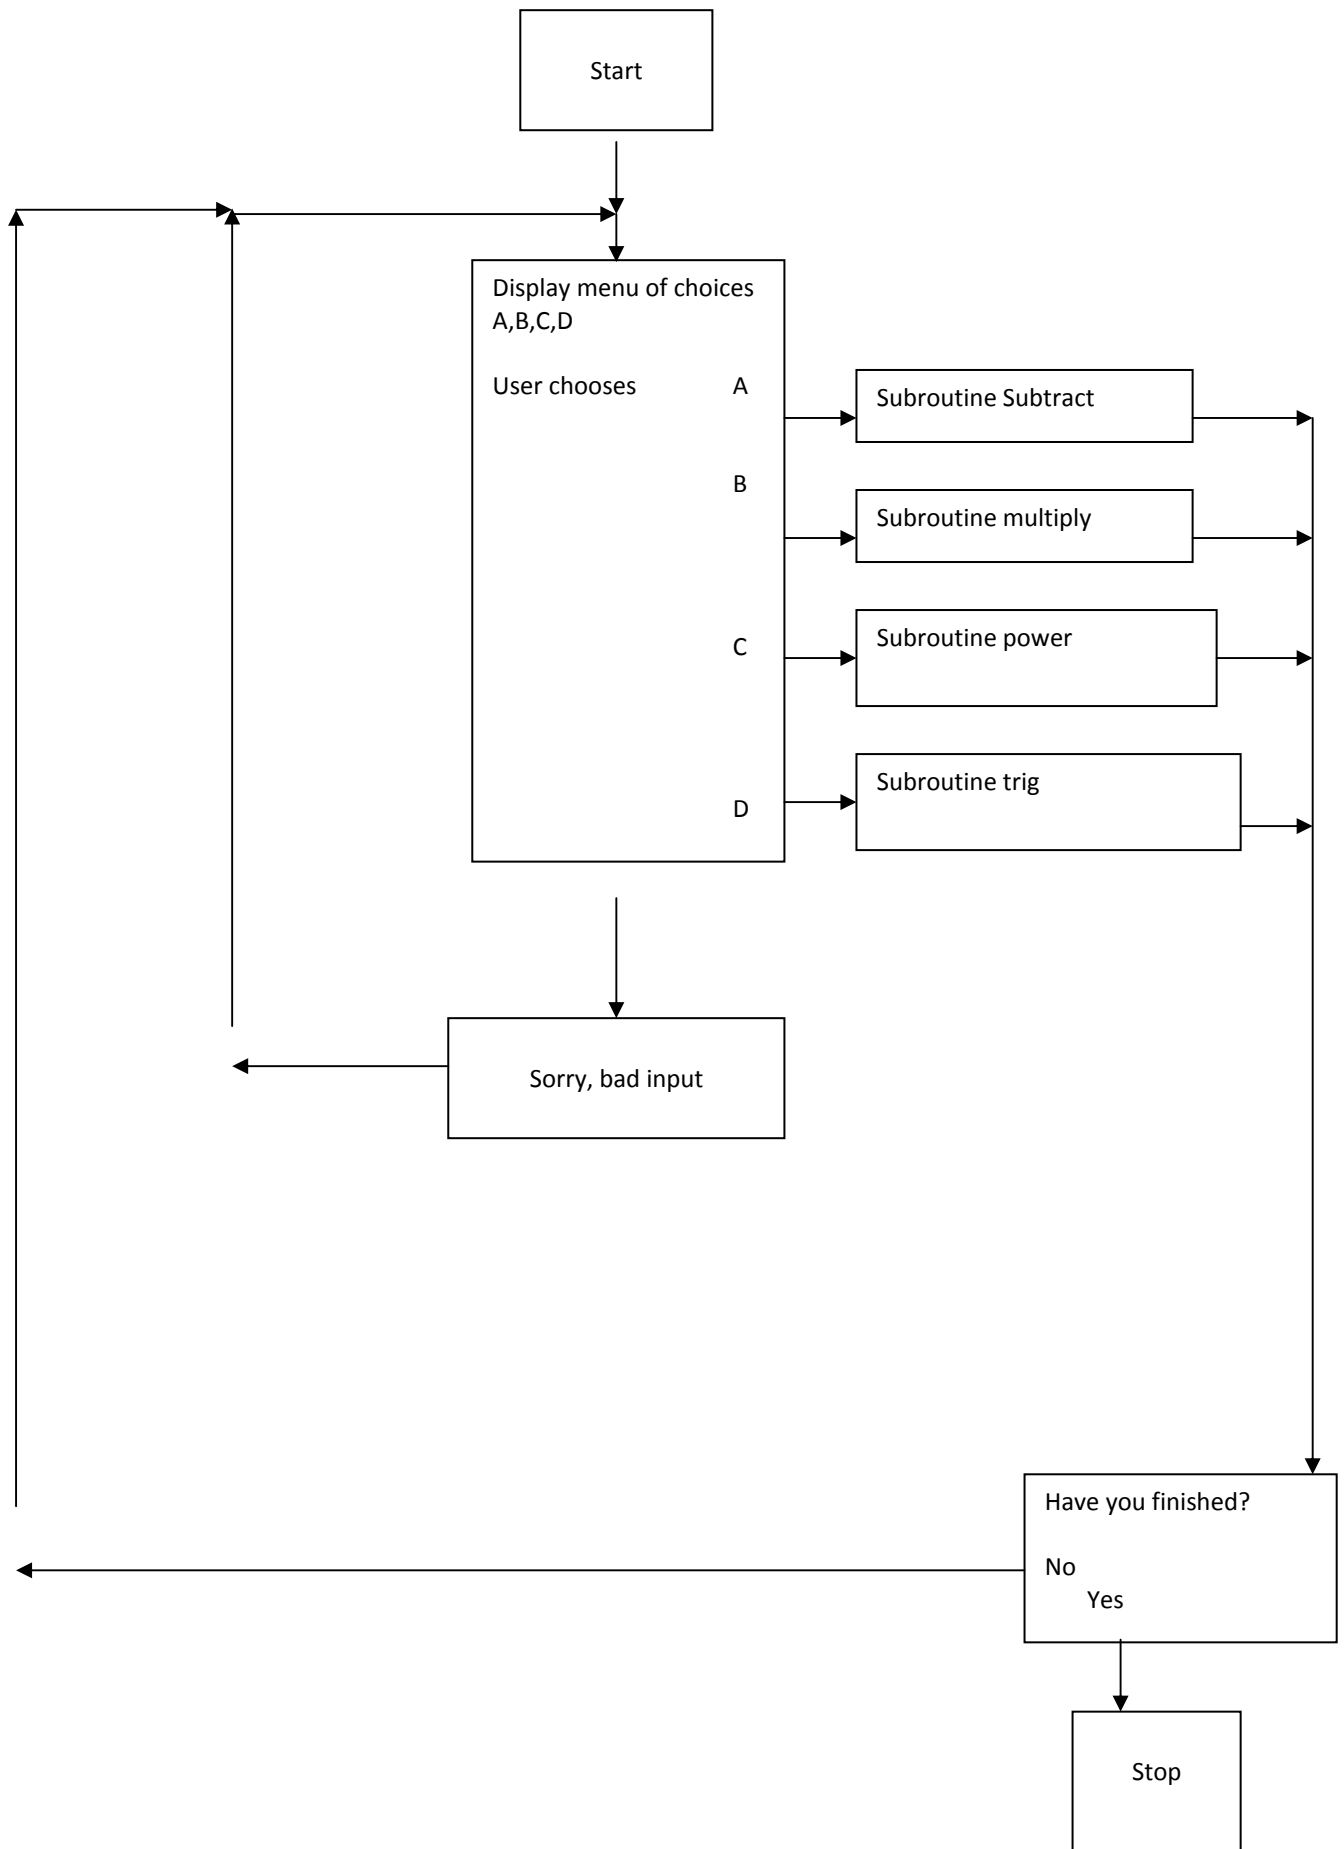 Start
Display menu of choices
A,B,C,D
User chooses A
Subroutine Subtract
B
Subroutine multiply
C
Subroutine power
D
Subroutine trig
Sorry, bad input
Have you finished?
No
Yes
Stop